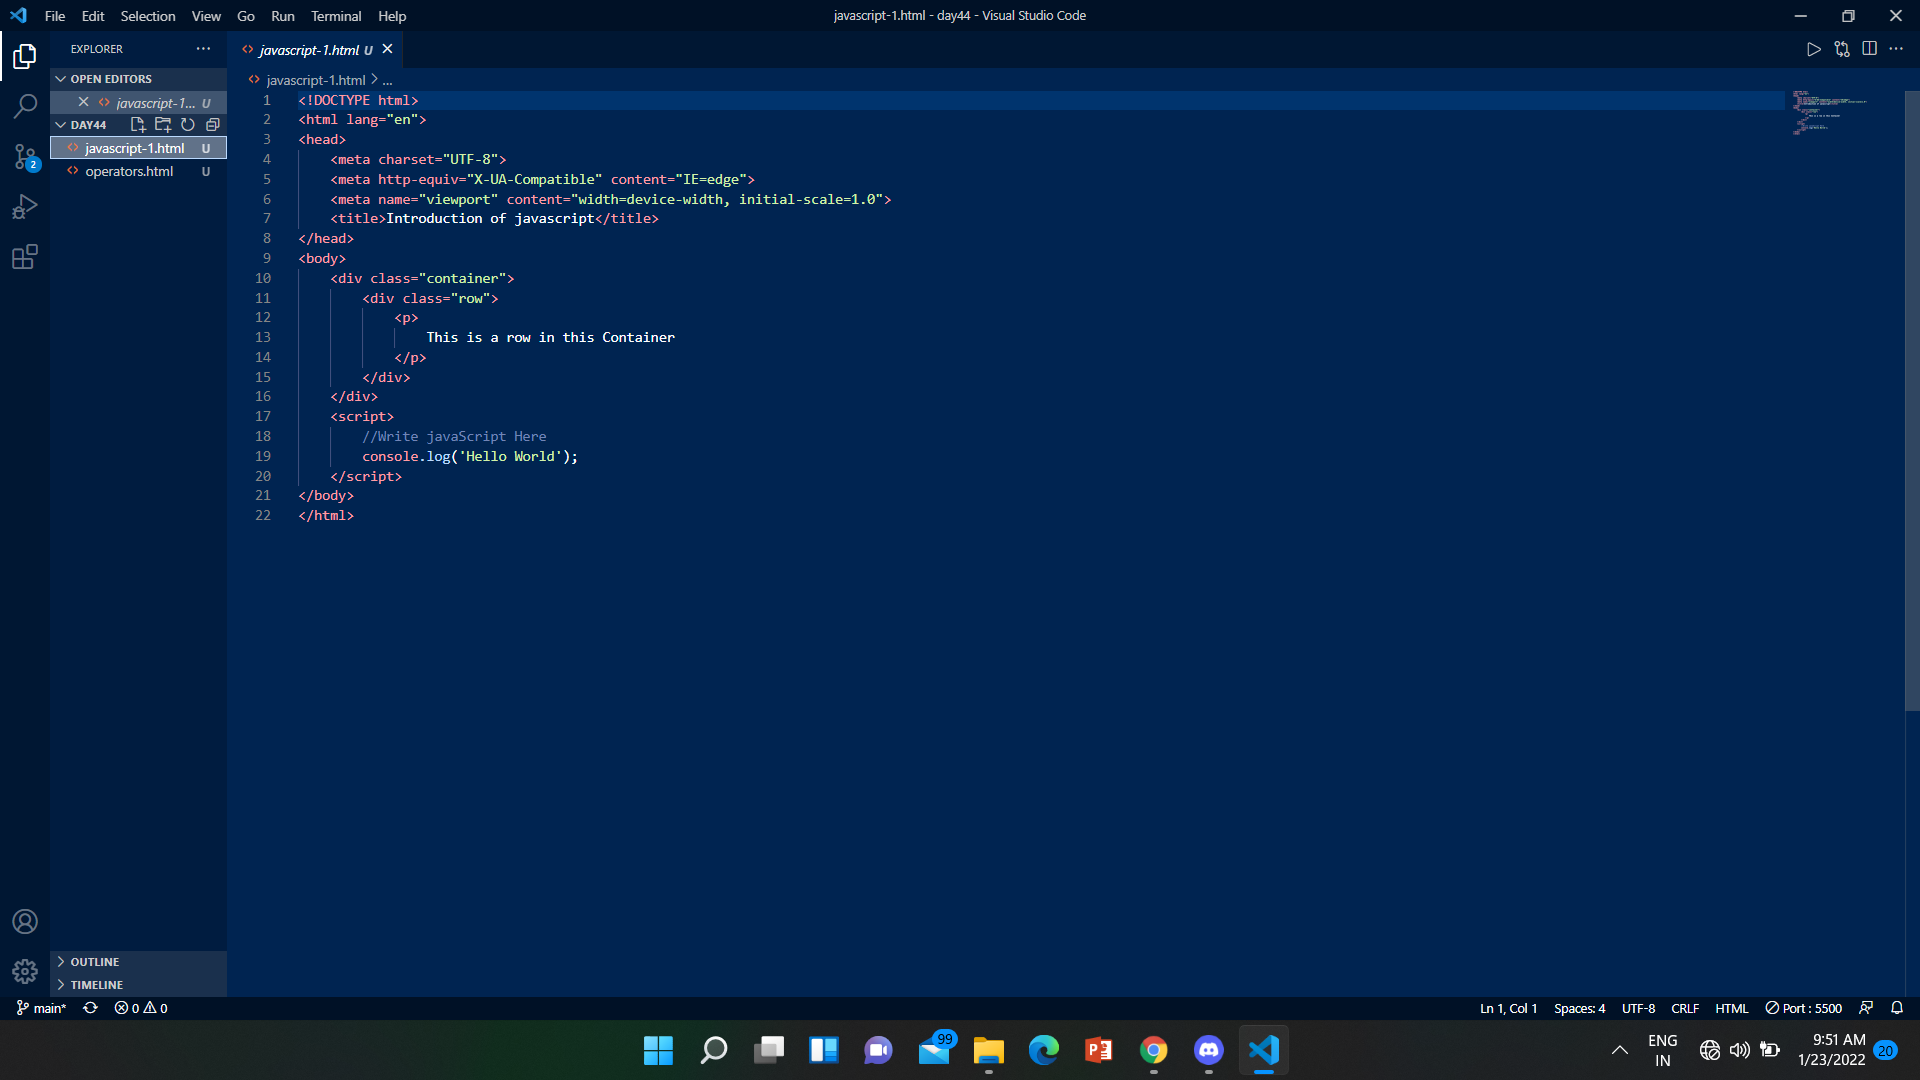 File Edit Selection View Go Run Terminal Help
javascript-1.html - day44 - Visual Studio Code
EXPLORER
OPEN EDITORS
javascript-1... U
DAY44
javascript-1.html U
operators.html U
OUTLINE
TIMELINE
2
javascript-1.html U
javascript-1.html > ...
1 <!DOCTYPE html>
2 <html lang="en">
3 <head>
4 <meta charset="UTF-8">
5 <meta http-equiv="X-UA-Compatible" content="IE=edge">
6 <meta name="viewport" content="width=device-width, initial-scale=1.0">
7 <title>Introduction of javascript</title>
8 </head>
9 <body>
10 <div class="container">
11 <div class="row">
12 <p>
13 This is a row in this Container
14 </p>
15 </div>
16 </div>
17 <script>
18 //Write javaScript Here
19 console.log('Hello World');
20 </script>
21 </body>
22 </html>
main* 0 0
Ln 1, Col 1 Spaces: 4 UTF-8 CRLF HTML Port : 5500
99
ENG
IN
9:51 AM
1/23/2022
20